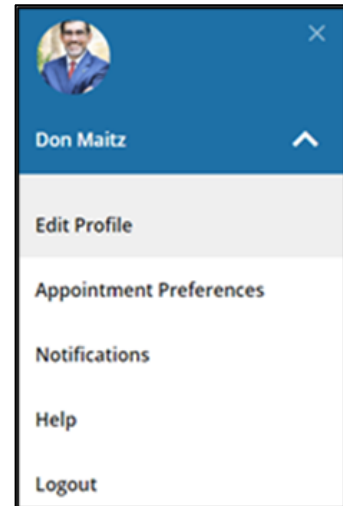 Don Maitz
Edit Profile
Appointment Preferences
Notifications
Help
Logout